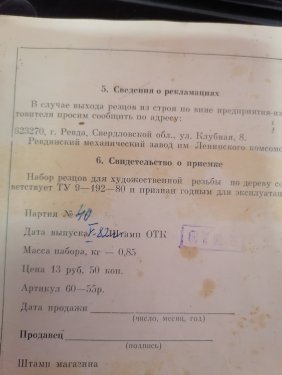 5. Сведения о рекламациях
В случае выхода резцов из строя по вине предприятия-из
товителя просим сообщить по адресу:
623270, г. Ревда, Свердловской обл., ул. Клубная, 8.
Ревдинский механический завод им. Ленинского комсомо
6. Свидетельство о приемке
Набор резцов для художественной резьбы по дереву со
ветствует ТУ 9—192—80 и признан годным для эксплуатац
Партия № 40
Дата выпуска V-82 Штамп ОТК
Масса набора, кг — 0,85
Цена 13 руб. 50 коп.
Артикул 60—55р.
Дата продажи
(число, месяц, год)
Продавец
(подпись)
Штамп магазина